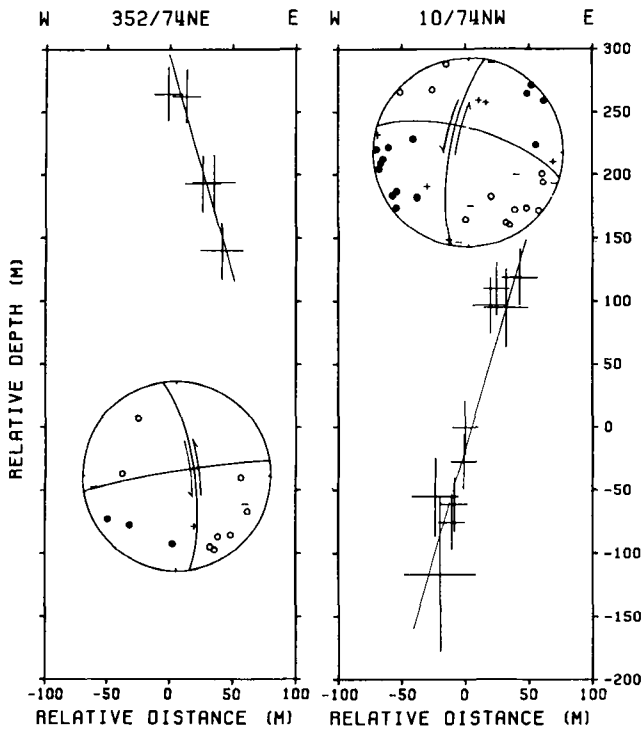 W 352/74NE E
W 10/74NW E
RELATIVE DEPTH (M)
300
250
200
150
100
50
0
-50
-100
-150
-200
-100 -50 0 50 100
-100 -50 0 50 100
RELATIVE DISTANCE (M)
RELATIVE DISTANCE (M)